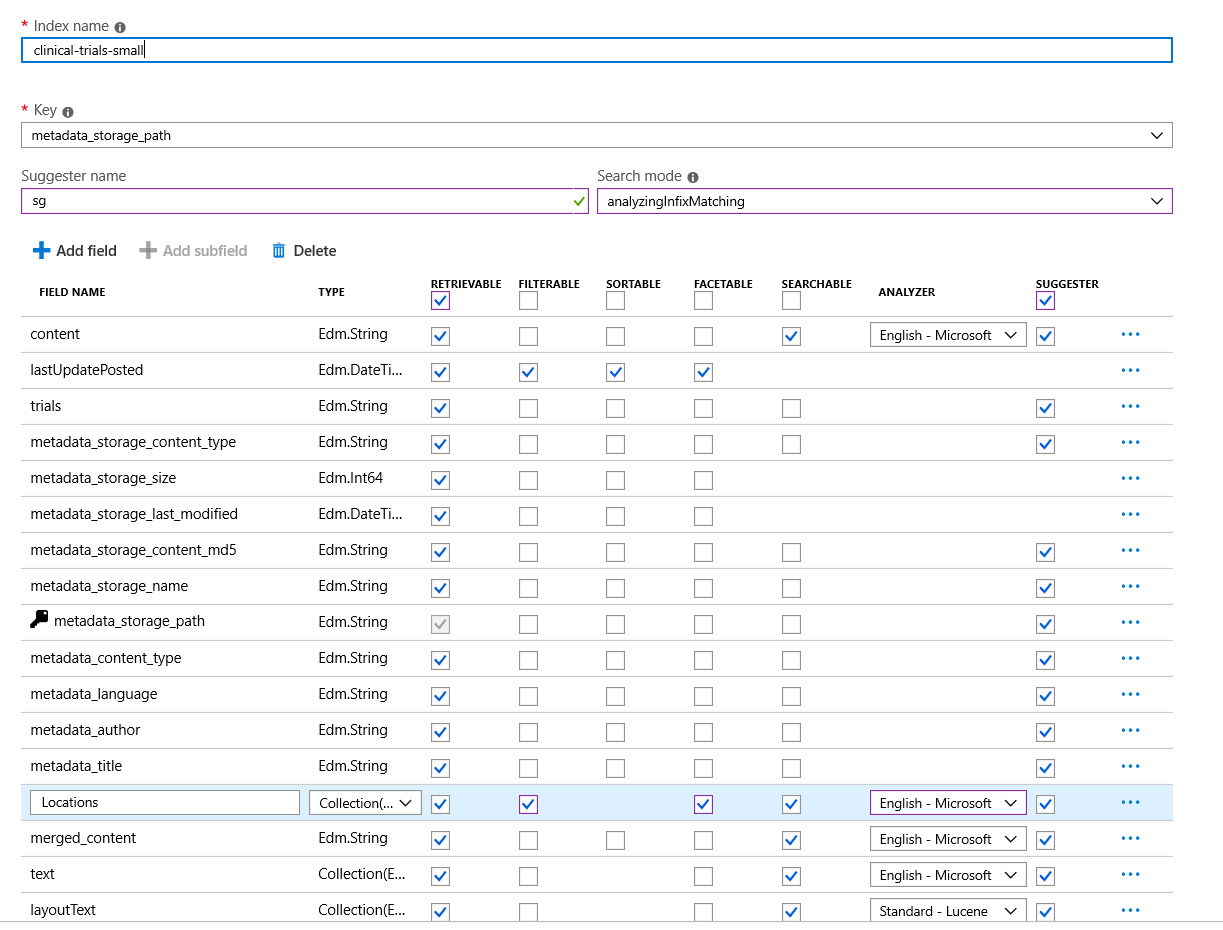 * Index name
clinical-trials-small
* Key
metadata_storage_path
Suggester name Search mode
sg analyzingInfixMatching
Add field Add subfield Delete
FIELD NAME TYPE RETRIEVABLE FILTERABLE SORTABLE FACETABLE SEARCHABLE ANALYZER SUGGESTER
content Edm.String English - Microsoft ...
lastUpdatePosted Edm.DateTi... ...
trials Edm.String ...
metadata_storage_content_type Edm.String ...
metadata_storage_size Edm.Int64 ...
metadata_storage_last_modified Edm.DateTi... ...
metadata_storage_content_md5 Edm.String ...
metadata_storage_name Edm.String ...
metadata_storage_path Edm.String ...
metadata_content_type Edm.String ...
metadata_language Edm.String ...
metadata_author Edm.String ...
metadata_title Edm.String ...
Locations Collection(... English - Microsoft ...
merged_content Edm.String English - Microsoft ...
text Collection(E... English - Microsoft ...
layoutText Collection(E... Standard - Lucene ...